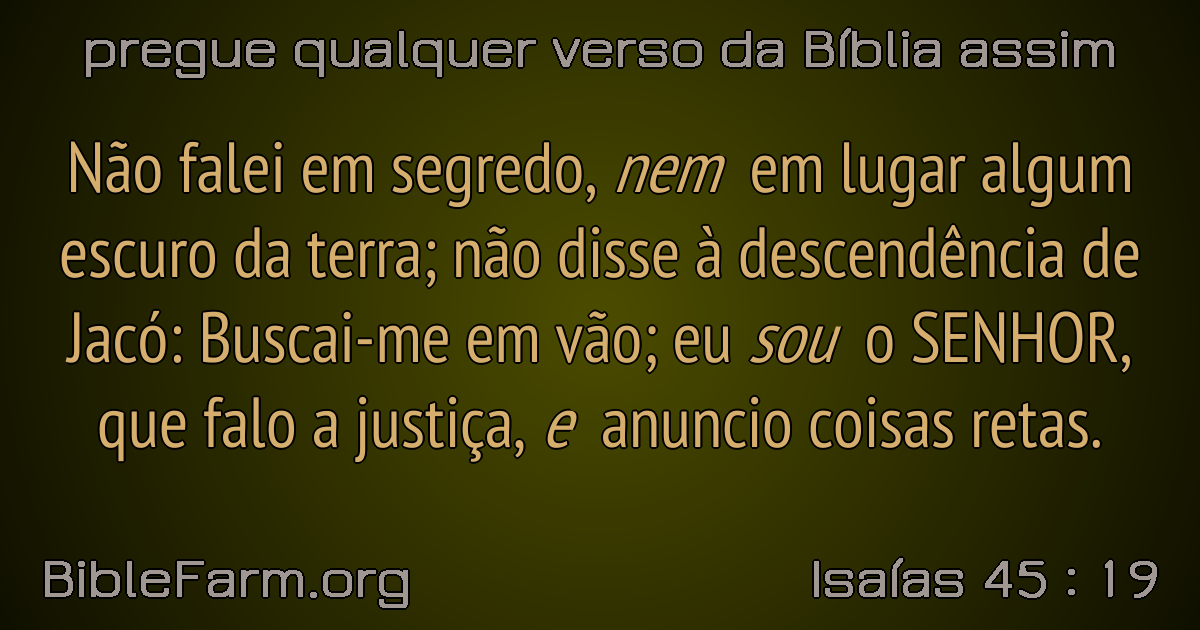 pregue qualquer verso da Bíblia assim
Não falei em segredo, nem em lugar algum
escuro da terra; não disse à descendência de
Jacó: Buscai-me em vão; eu sou o SENHOR,
que falo a justiça, e anuncio coisas retas.
BibleFarm.org
Isaías 45 : 19